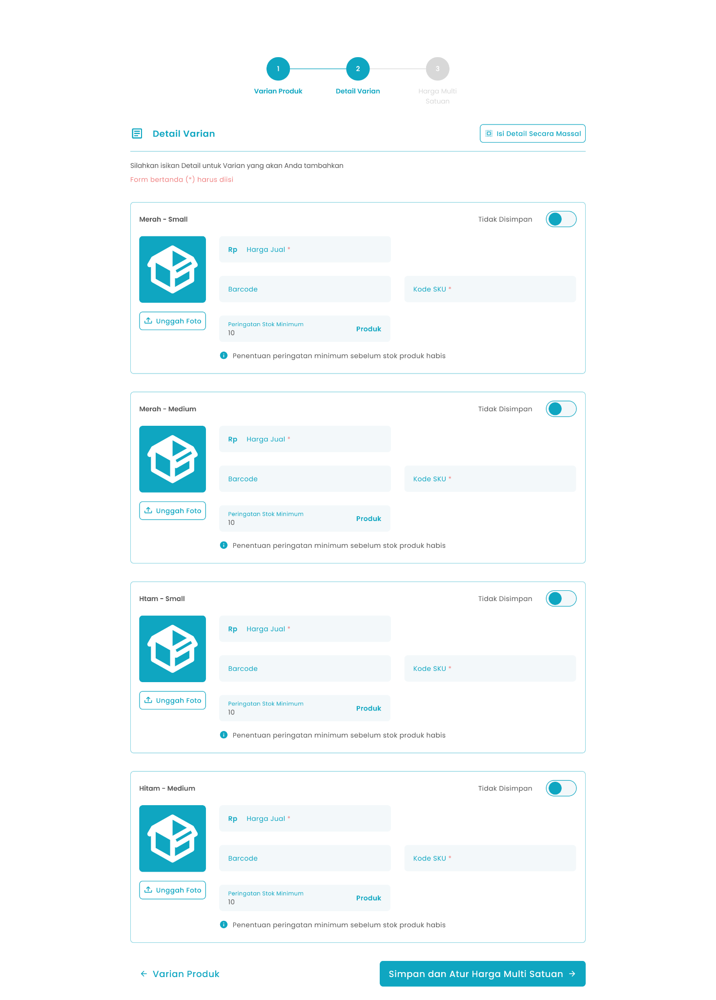 1
2
3
Varian Produk
Detail Varian
Harga Multi
Satuan
Detail Varian
Isi Detail Secara Massal
Silahkan isikan Detail untuk Varian yang akan Anda tambahkan
Form bertanda (*) harus diisi
Merah - Small
Tidak Disimpan
Rp Harga Jual *
Barcode
Kode SKU *
Unggah Foto
Peringatan Stok Minimum
10
Produk
Penentuan peringatan minimum sebelum stok produk habis
Merah - Medium
Tidak Disimpan
Rp Harga Jual *
Barcode
Kode SKU *
Unggah Foto
Peringatan Stok Minimum
10
Produk
Penentuan peringatan minimum sebelum stok produk habis
Htam - Small
Tidak Disimpan
Rp Harga Jual *
Barcode
Kode SKU *
Unggah Foto
Peringatan Stok Minimum
10
Produk
Penentuan peringatan minimum sebelum stok produk habis
Hitam - Medium
Tidak Disimpan
Rp Harga Jual *
Barcode
Kode SKU *
Unggah Foto
Peringatan Stok Minimum
10
Produk
Penentuan peringatan minimum sebelum stok produk habis
← Varian Produk
Simpan dan Atur Harga Multi Satuan →